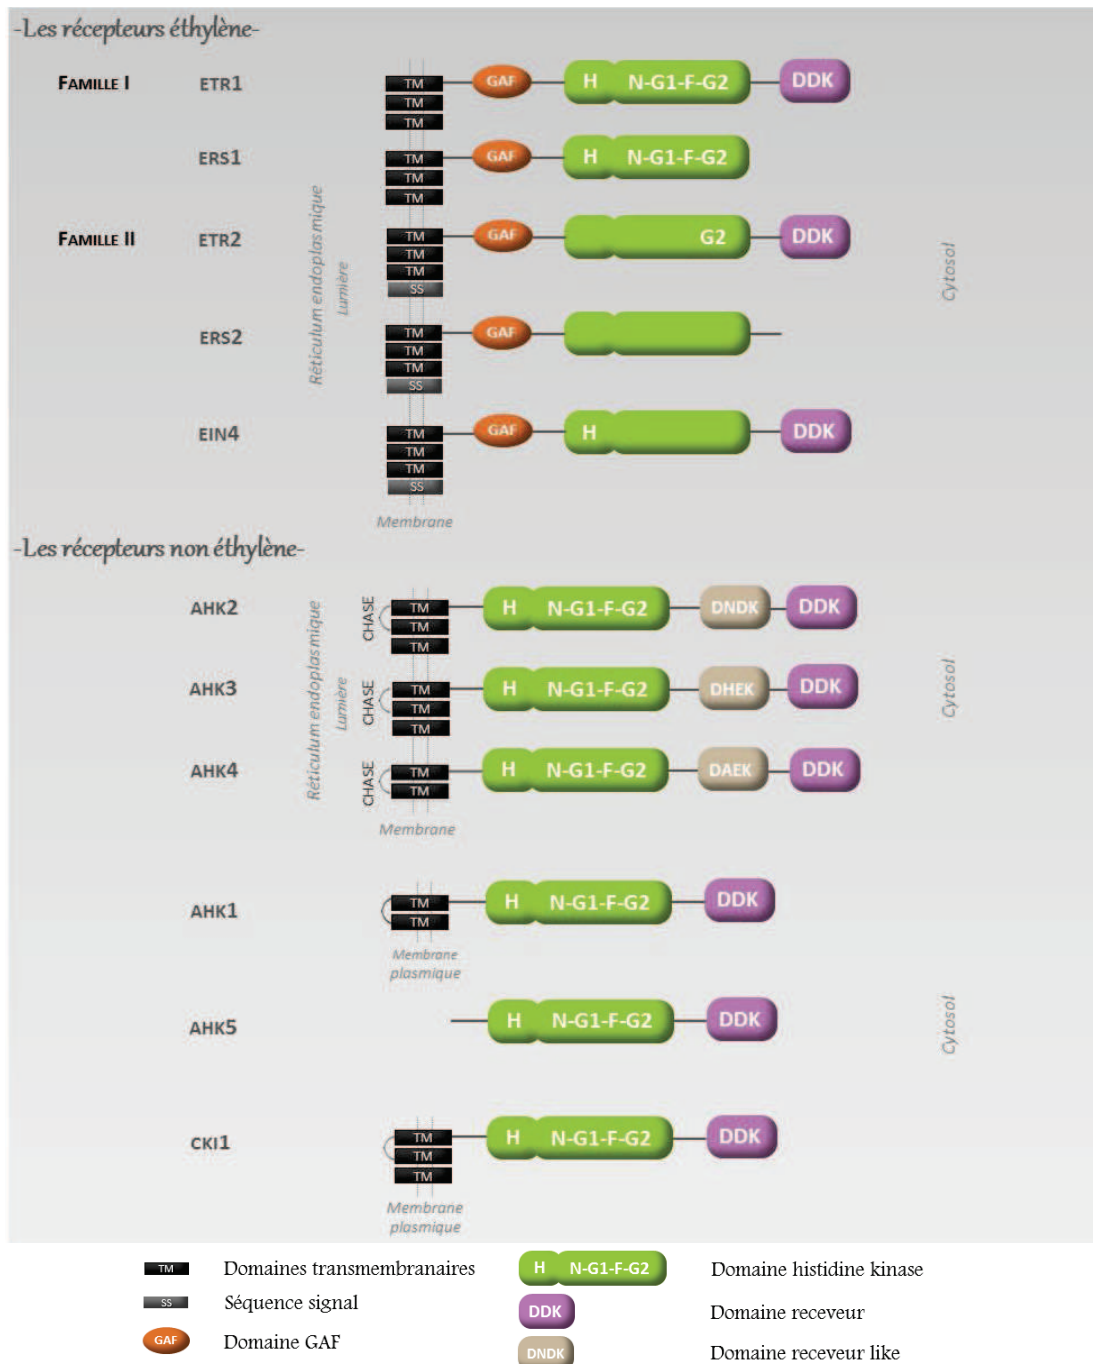 -Les récepteurs éthylène-
FAMILLE I ETR1 TM GAF H N-G1-F-G2 DDK
TM
TM
ERS1 TM GAF H N-G1-F-G2
TM
TM
FAMILLE II ETR2 TM GAF G2 DDK
TM
TM
SS
Réticulum endoplasmique
Lumière
Cytosol
ERS2 TM GAF
TM
TM
SS
EIN4 TM GAF H DDK
TM
TM
SS
Membrane
-Les récepteurs non éthylène-
AHK2 CHASE TM H N-G1-F-G2 DNDK DDK
TM
TM
Réticulum endoplasmique
Lumière
Cytosol
AHK3 CHASE TM H N-G1-F-G2 DHEK DDK
TM
TM
AHK4 CHASE TM H N-G1-F-G2 DAEK DDK
TM
Membrane
AHK1 TM H N-G1-F-G2 DDK
TM
Membrane
plasmique
AHK5 H N-G1-F-G2 DDK
Cytosol
CKI1 TM H N-G1-F-G2 DDK
TM
TM
Membrane
plasmique
TM Domaines transmembranaires
SS Séquence signal
GAF Domaine GAF
H N-G1-F-G2 Domaine histidine kinase
DDK Domaine receveur
DNDK Domaine receveur like